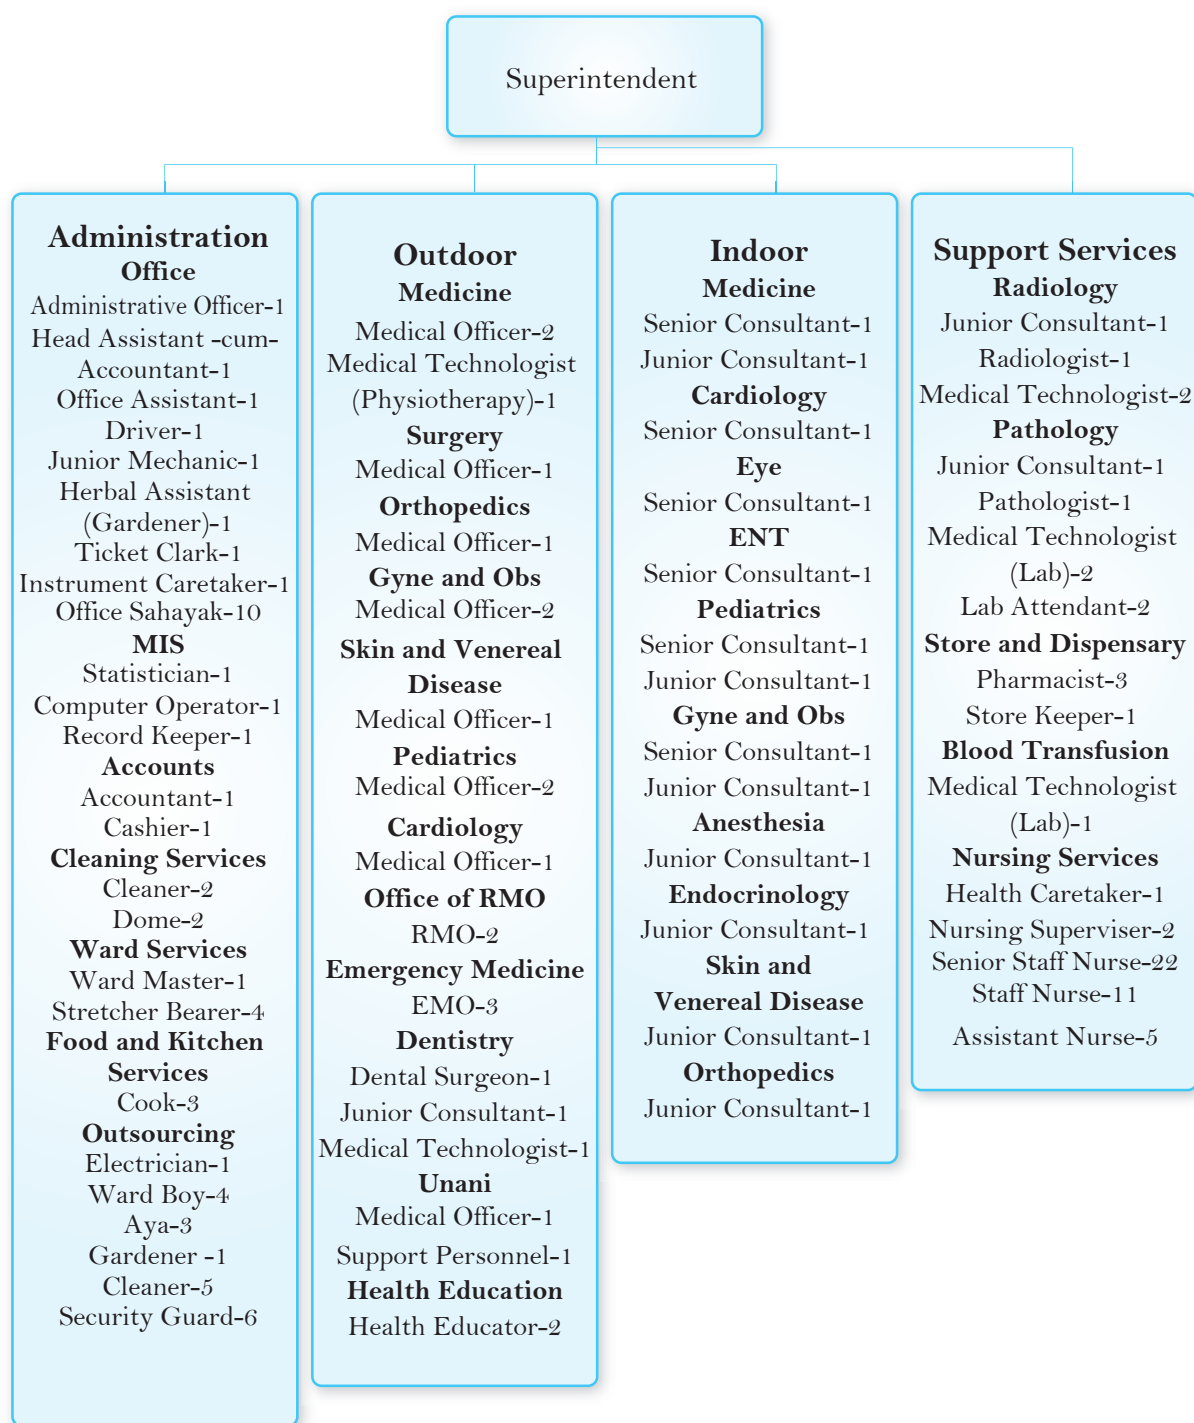 Superintendent
Administration
Office
Administrative Officer-1
Head Assistant -cum-
Accountant-1
Office Assistant-1
Driver-1
Junior Mechanic-1
Herbal Assistant
(Gardener)-1
Ticket Clark-1
Instrument Caretaker-1
Office Sahayak-10
MIS
Statistician-1
Computer Operator-1
Record Keeper-1
Accounts
Accountant-1
Cashier-1
Cleaning Services
Cleaner-2
Dome-2
Ward Services
Ward Master-1
Stretcher Bearer-4
Food and Kitchen
Services
Cook-3
Outsourcing
Electrician-1
Ward Boy-4
Aya-3
Gardener -1
Cleaner-5
Security Guard-6
Outdoor
Medicine
Medical Officer-2
Medical Technologist
(Physiotherapy)-1
Surgery
Medical Officer-1
Orthopedics
Medical Officer-1
Gyne and Obs
Medical Officer-2
Skin and Venereal
Disease
Medical Officer-1
Pediatrics
Medical Officer-2
Cardiology
Medical Officer-1
Office of RMO
RMO-2
Emergency Medicine
EMO-3
Dentistry
Dental Surgeon-1
Junior Consultant-1
Medical Technologist-1
Unani
Medical Officer-1
Support Personnel-1
Health Education
Health Educator-2
Indoor
Medicine
Senior Consultant-1
Junior Consultant-1
Cardiology
Senior Consultant-1
Eye
Senior Consultant-1
ENT
Senior Consultant-1
Pediatrics
Senior Consultant-1
Junior Consultant-1
Gyne and Obs
Senior Consultant-1
Junior Consultant-1
Anesthesia
Junior Consultant-1
Endocrinology
Junior Consultant-1
Skin and
Venereal Disease
Junior Consultant-1
Orthopedics
Junior Consultant-1
Support Services
Radiology
Junior Consultant-1
Radiologist-1
Medical Technologist-2
Pathology
Junior Consultant-1
Pathologist-1
Medical Technologist
(Lab)-2
Lab Attendant-2
Store and Dispensary
Pharmacist-3
Store Keeper-1
Blood Transfusion
Medical Technologist
(Lab)-1
Nursing Services
Health Caretaker-1
Nursing Superviser-2
Senior Staff Nurse-22
Staff Nurse-11
Assistant Nurse-5